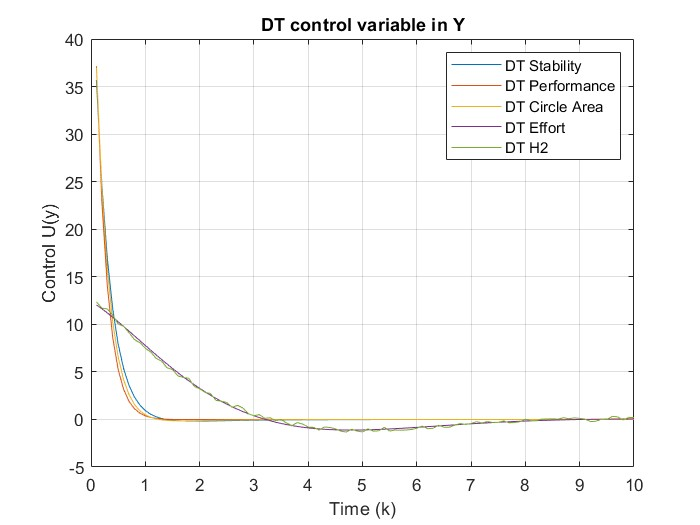 DT control variable in Y
40
35
30
25
20
15
10
5
0
-5
Control U(y)
DT Stability
DT Performance
DT Circle Area
DT Effort
DT H2
0 1 2 3 4 5 6 7 8 9 10
Time (k)